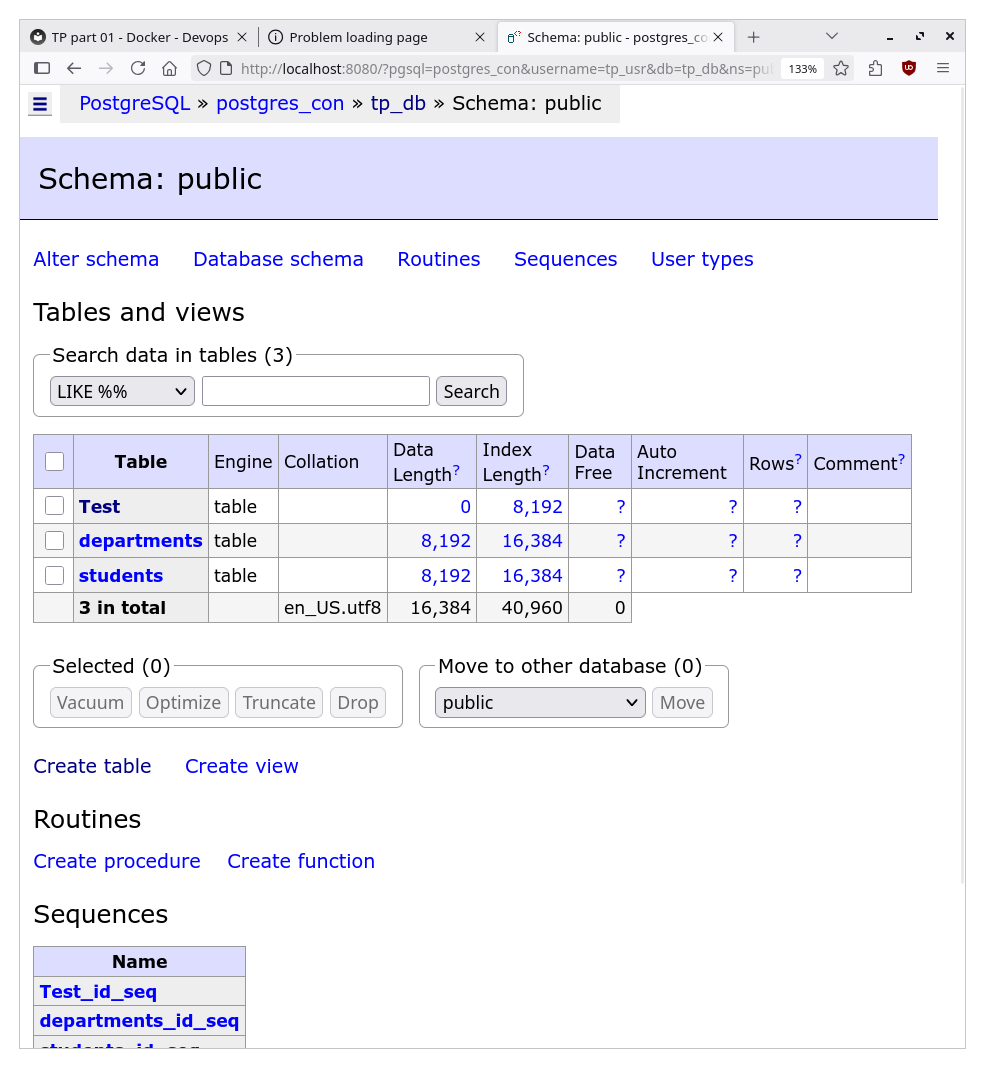 TP part 01 - Docker - Devops
Problem loading page
Schema: public - postgres_co
http://localhost:8080/?pgsql=postgres_con&username=tp_usr&db=tp_db&ns=pub
133%
PostgreSQL » postgres_con » tp_db » Schema: public
Schema: public
Alter schema Database schema Routines Sequences User types
Tables and views
Search data in tables (3)
LIKE %% Search
Table Engine Collation Data Length? Index Length? Data Free Auto Increment Rows? Comment?
Test table 0 8,192 ? ? ?
departments table 8,192 16,384 ? ? ?
students table 8,192 16,384 ? ? ?
3 in total en_US.utf8 16,384 40,960 0
Selected (0) Move to other database (0)
Vacuum Optimize Truncate Drop public Move
Create table Create view
Routines
Create procedure Create function
Sequences
Name
Test_id_seq
departments_id_seq
students_id_seq